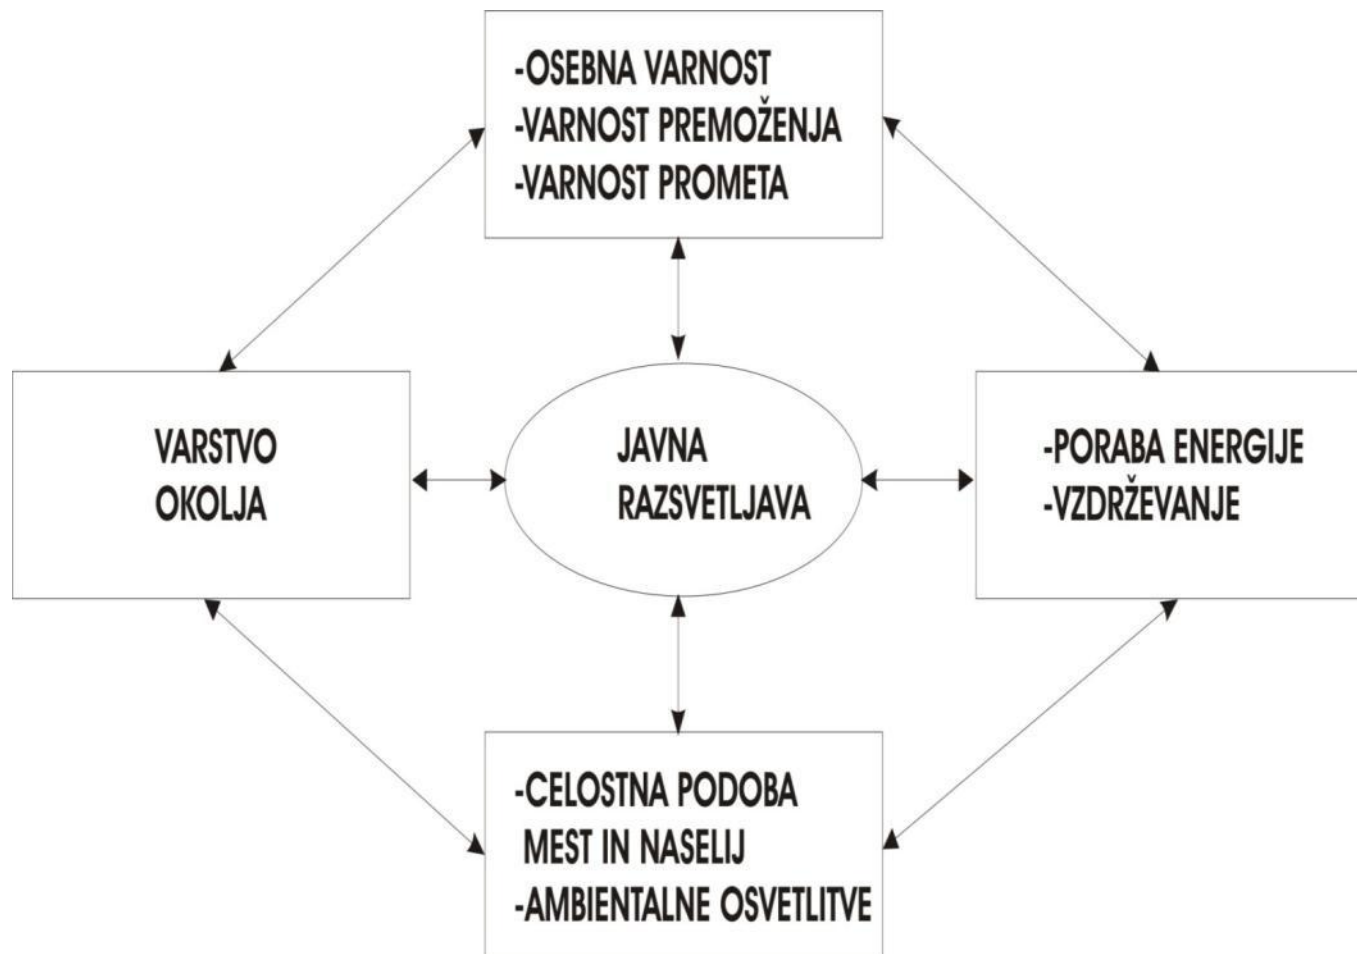 -OSEBNA VARNOST
-VARNOST PREMOŽENJA
-VARNOST PROMETA
VARSTVO
OKOLJA
JAVNA
RAZSVETLJAVA
-PORABA ENERGIJE
-VZDRŽEVANJE
-CELOSTNA PODOBA
MEST IN NASELIJ
-AMBIENTALNE OSVETLITVE